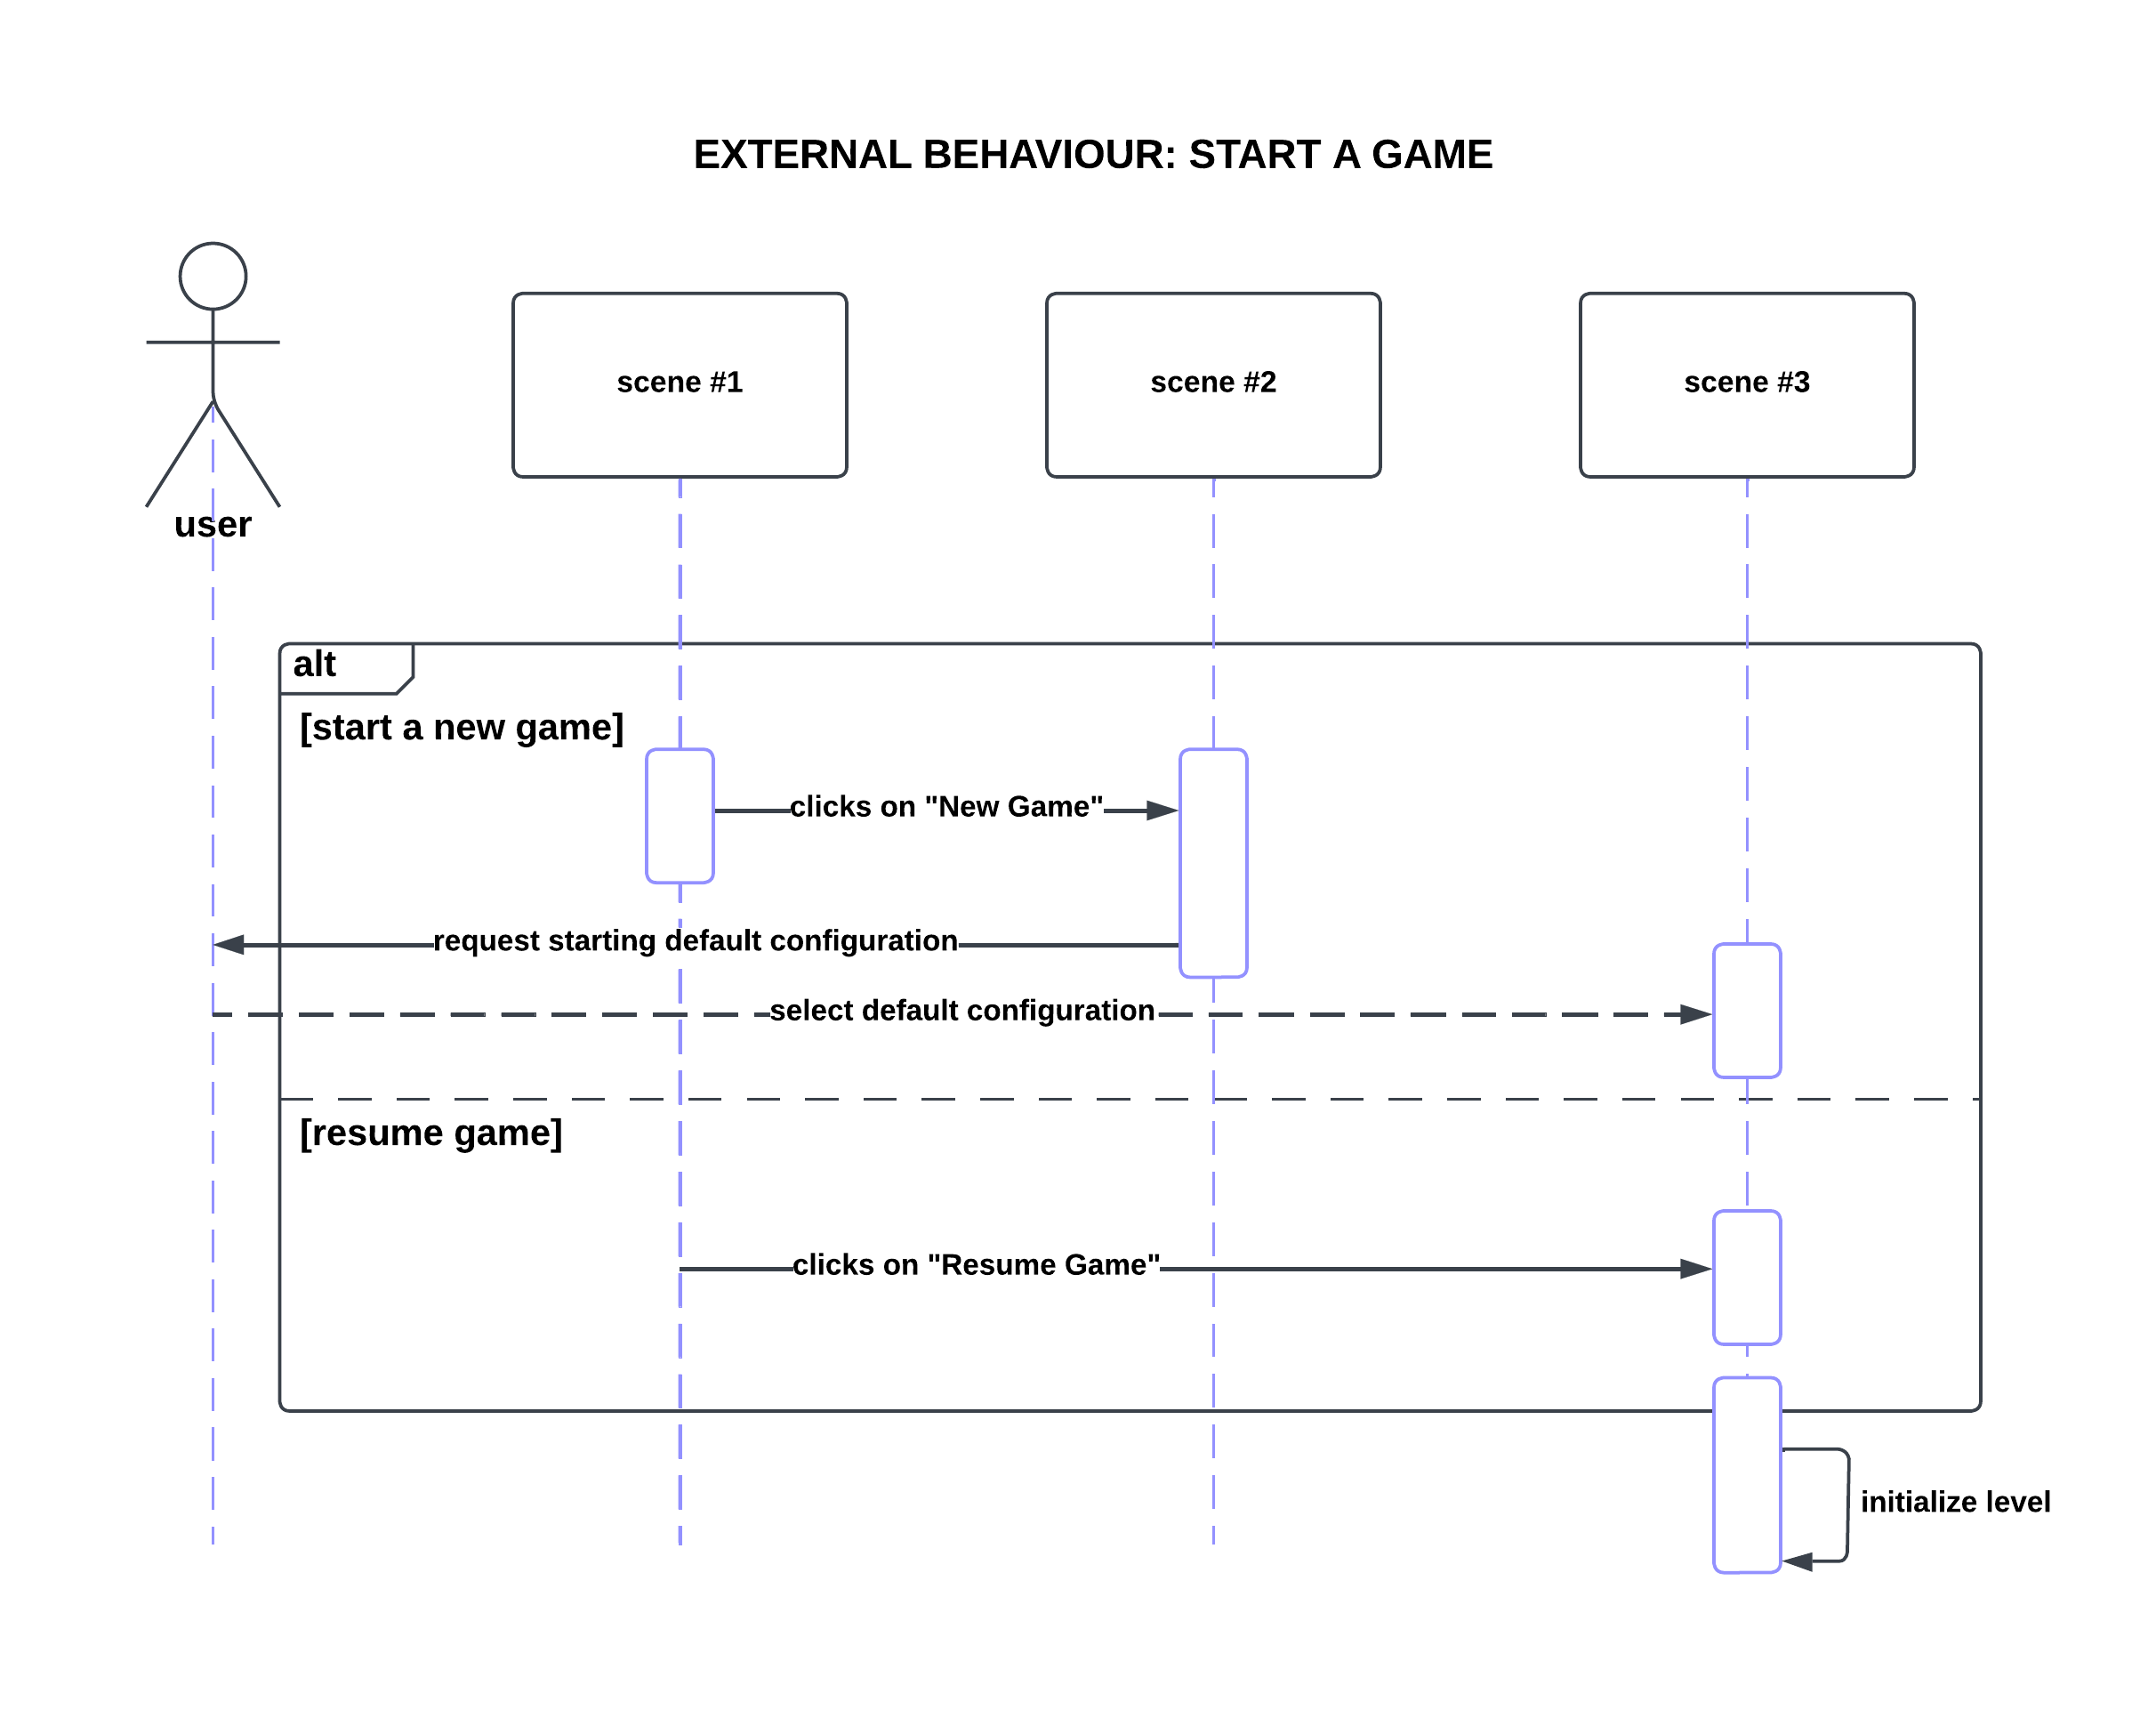 EXTERNAL BEHAVIOUR: START A GAME
scene #1
scene #2
scene #3
user
alt
[start a new game]
clicks on "New Game"
request starting default configuration
select default configuration
[resume game]
clicks on "Resume Game"
initialize level